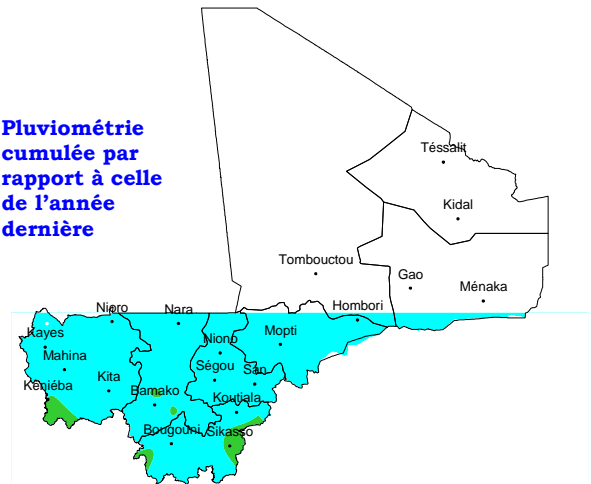 Pluviométrie
cumulée par
rapport à celle
de l'année
dernière
Téssalit
Kidal
Tombouctou
Gao
Ménaka
Hombori
Nioro
Nara
Kayes
Niono
Mopti
Mahina
Ségou
San
Kéniéba
Kita
Bamako
Koutiala
Bougouni
Sikasso